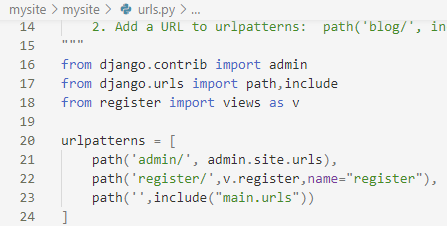 mysite > mysite > urls.py > ...
14     2. Add a URL to urlpatterns:  path('blog/', in
15 """
16 from django.contrib import admin
17 from django.urls import path,include
18 from register import views as v
19
20 urlpatterns = [
21     path('admin/', admin.site.urls),
22     path('register/',v.register,name="register"),
23     path('',include("main.urls"))
24 ]